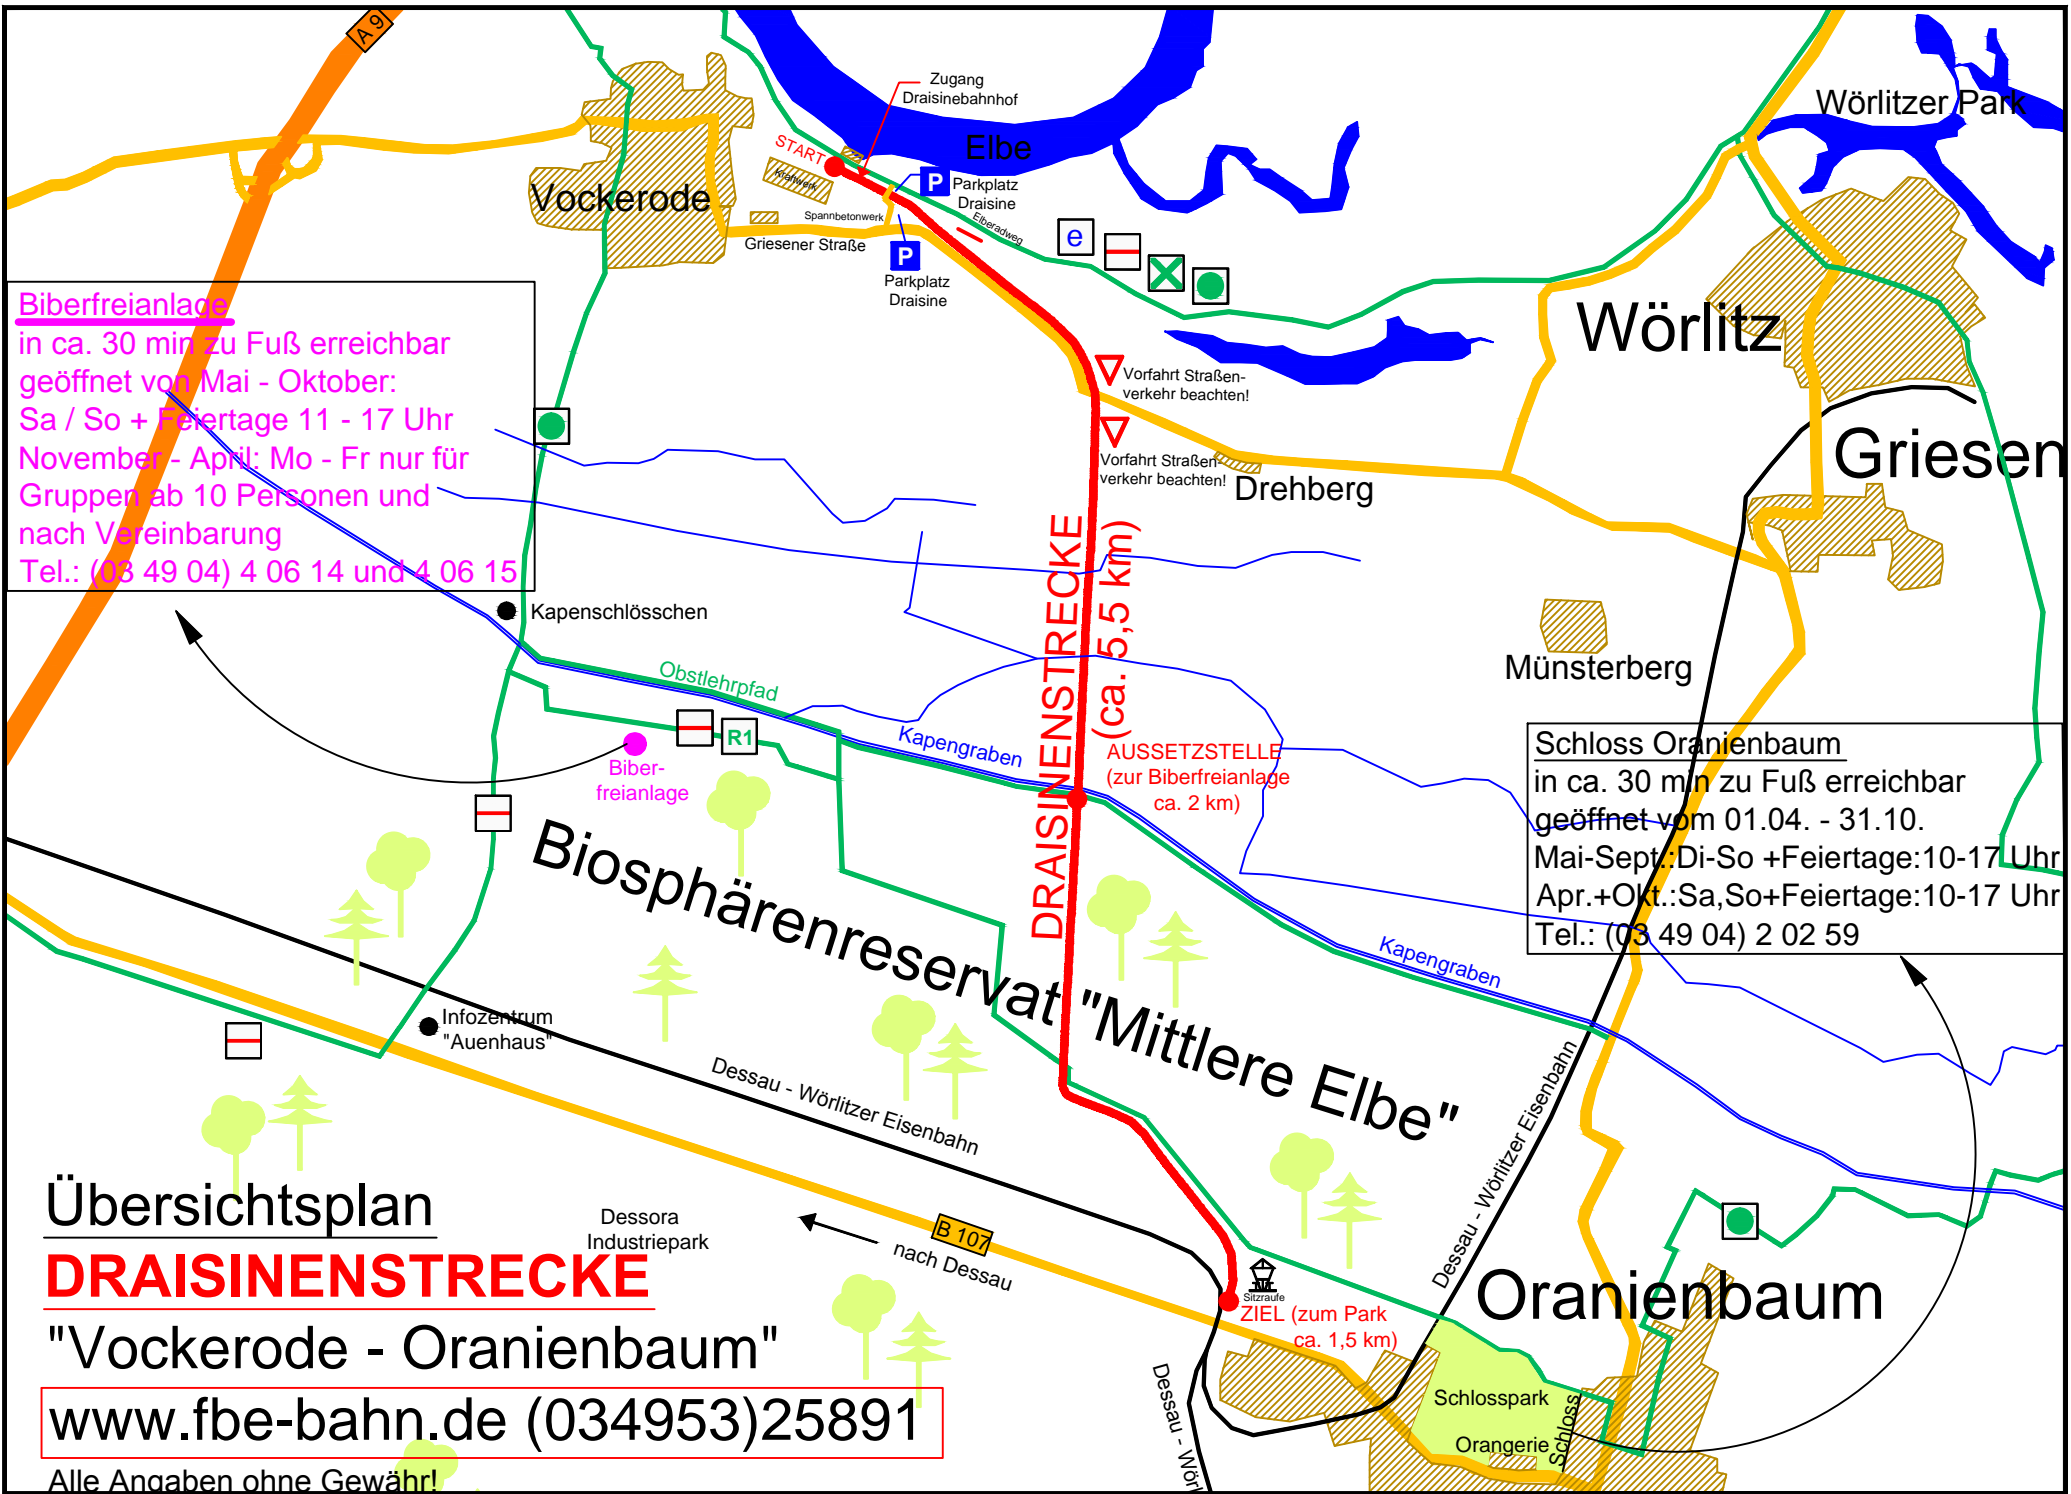 A 9
Zugang
Draisinebahnhof
Wörlitzer Park
Elbe
START
Kraftwerk
Vockerode
P
Parkplatz
Draisine
Spannbetonwerk
Elberadweg
Griesener Straße
P
Parkplatz
Draisine
e
Biberfreianlage
in ca. 30 min zu Fuß erreichbar
geöffnet von Mai - Oktober:
Sa / So + Feiertage 11 - 17 Uhr
November - April: Mo - Fr nur für
Gruppen ab 10 Personen und
nach Vereinbarung
Tel.: (03 49 04) 4 06 14 und 4 06 15
Wörlitz
Vorfahrt Straßen-
verkehr beachten!
Vorfahrt Straßen-
verkehr beachten!
Drehberg
Griesen
DRAISINENSTRECKE
(ca. 5,5 km)
Kapenschlösschen
Obstlehrpfad
Münsterberg
R1
Biber-
freianlage
Kapengraben
AUSSETZSTELLE
(zur Biberfreianlage
ca. 2 km)
Schloss Oranienbaum
in ca. 30 min zu Fuß erreichbar
geöffnet vom 01.04. - 31.10.
Mai-Sept.:Di-So +Feiertage:10-17 Uhr
Apr.+Okt.:Sa,So+Feiertage:10-17 Uhr
Tel.: (03 49 04) 2 02 59
Biosphärenreservat "Mittlere Elbe"
Kapengraben
Infozentrum
"Auenhaus"
Dessau - Wörlitzer Eisenbahn
Dessau - Wörlitzer Eisenbahn
Übersichtsplan
DRAISINENSTRECKE
"Vockerode - Oranienbaum"
www.fbe-bahn.de (034953)25891
Alle Angaben ohne Gewähr!
Dessora
Industriepark
B 107
nach Dessau
Sitzraufe
ZIEL (zum Park
ca. 1,5 km)
Oranienbaum
Dessau - Wörl
Schlosspark
Orangerie
Schloss